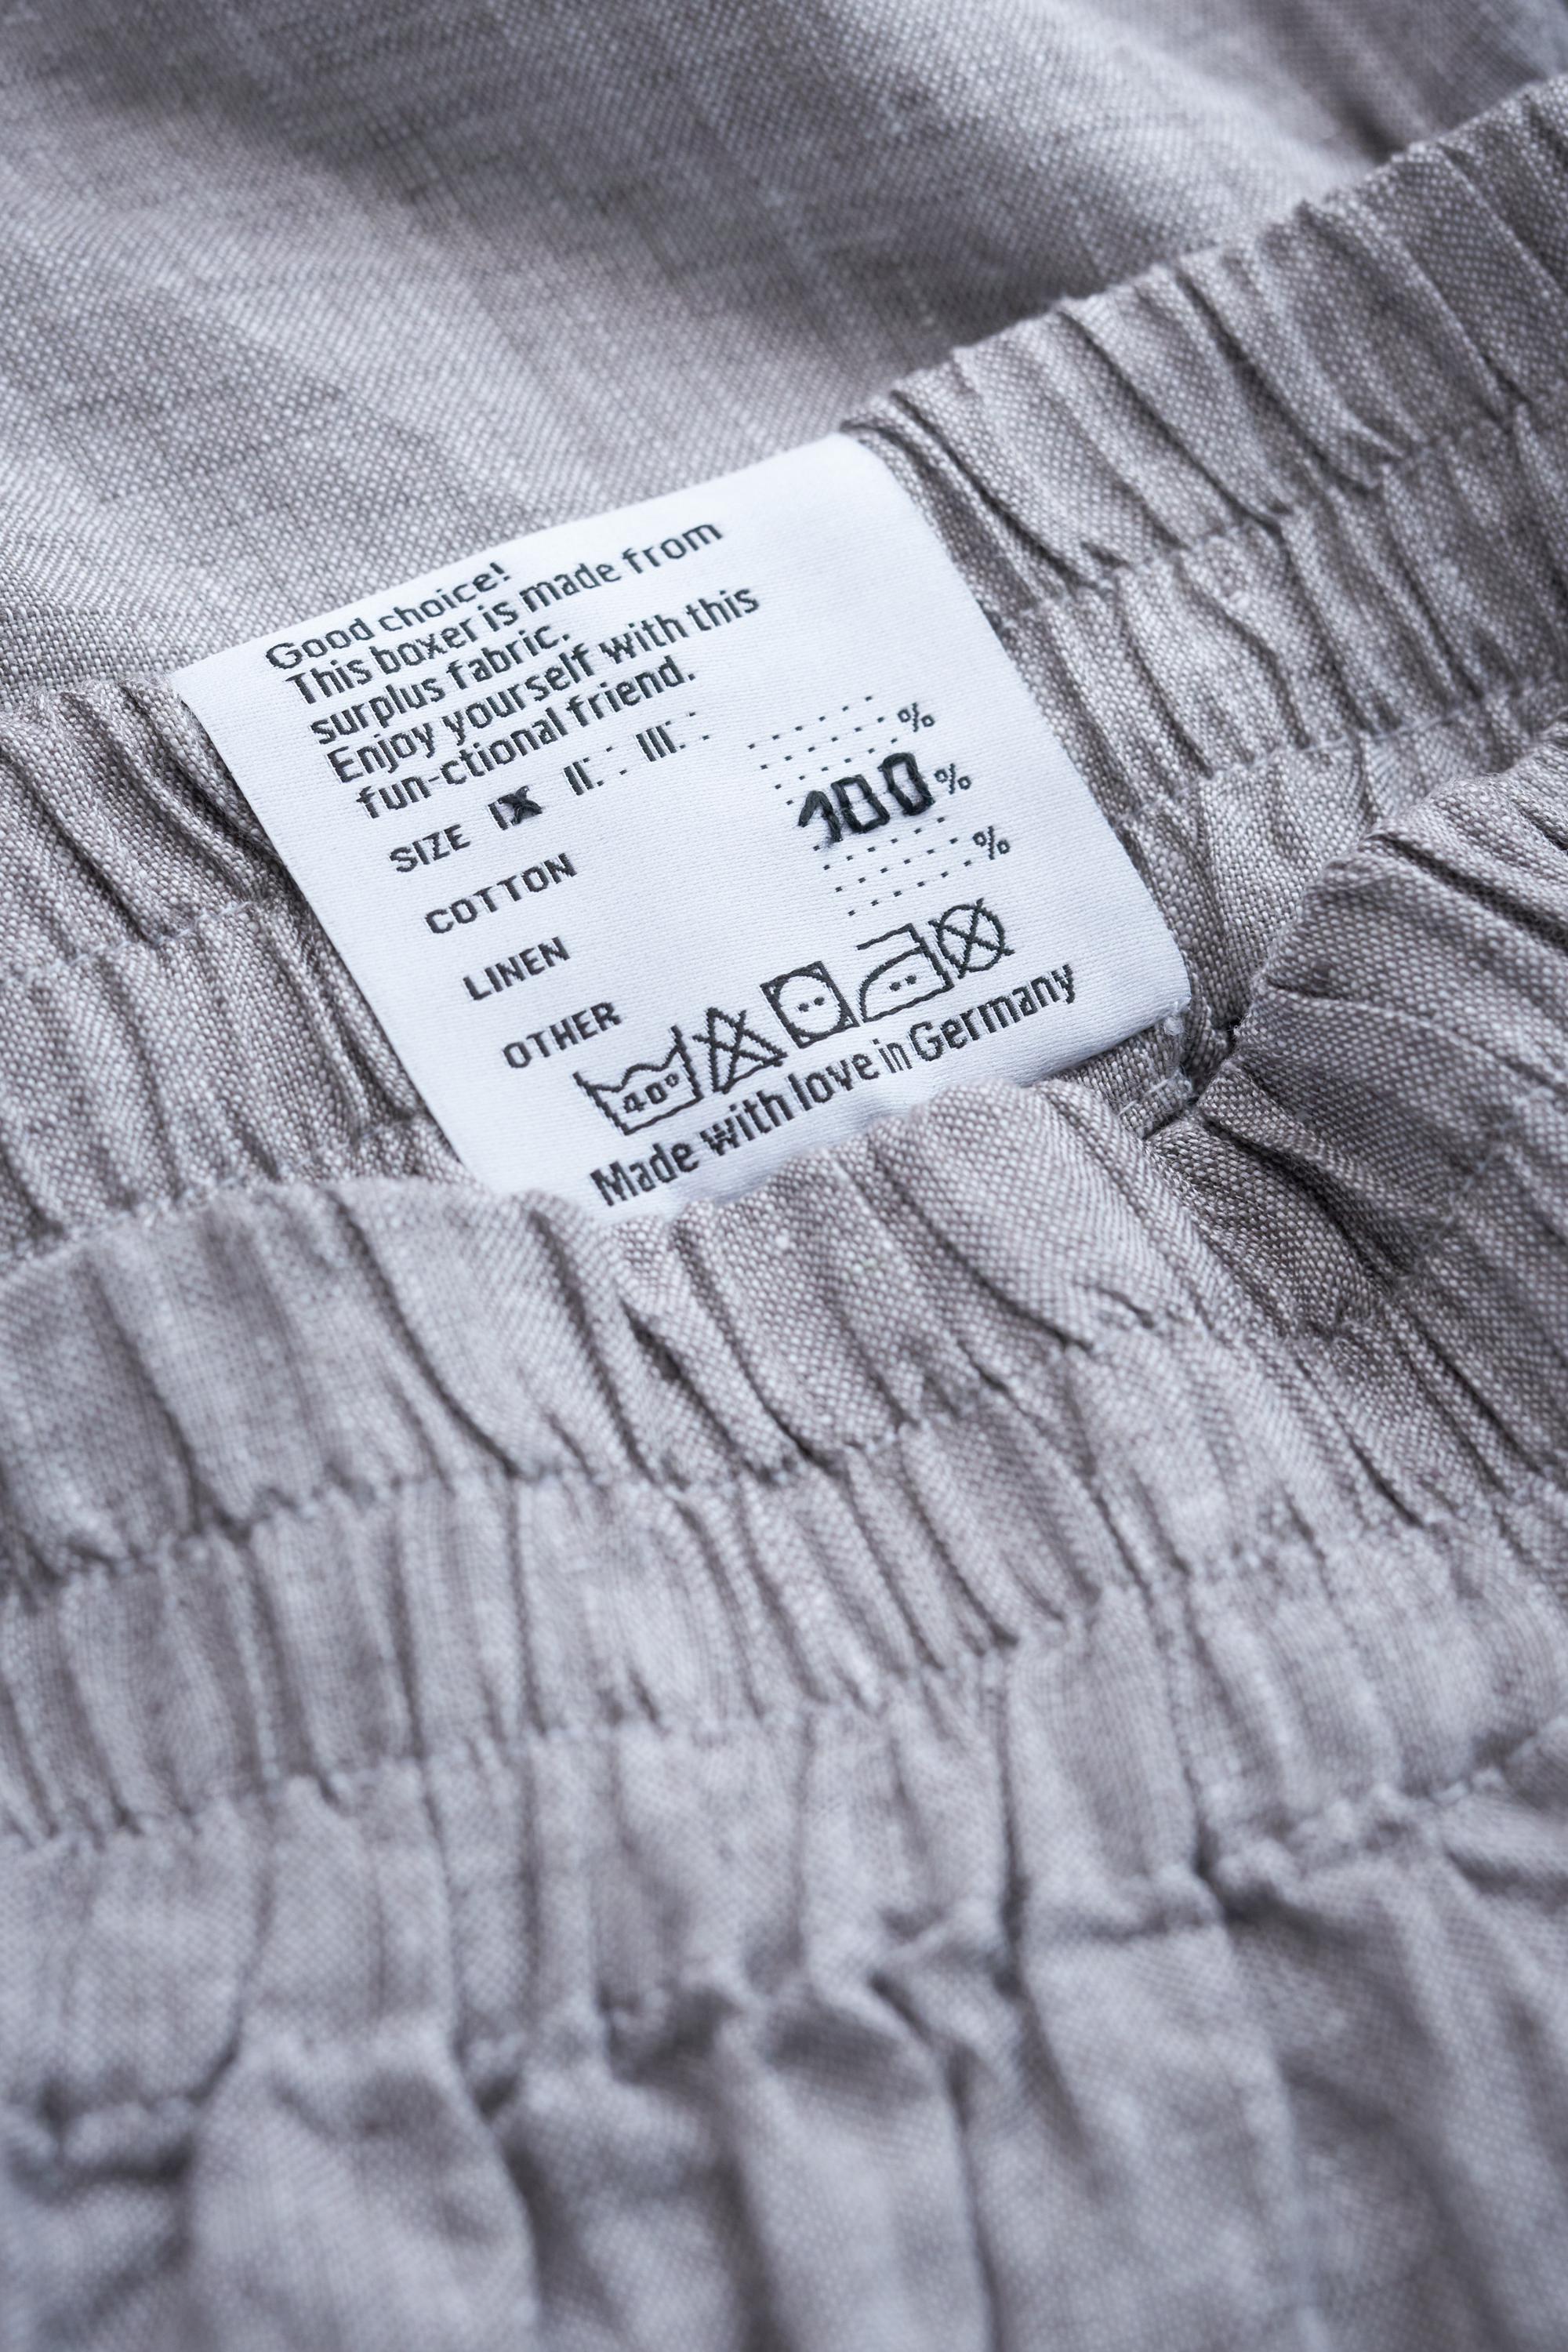 Good choice!
This boxer is made from
surplus fabric.
Enjoy yourself with this
fun-ctional friend.
SIZE I X II III
COTTON %
LINEN 100 %
OTHER %
40°
Made with love in Germany